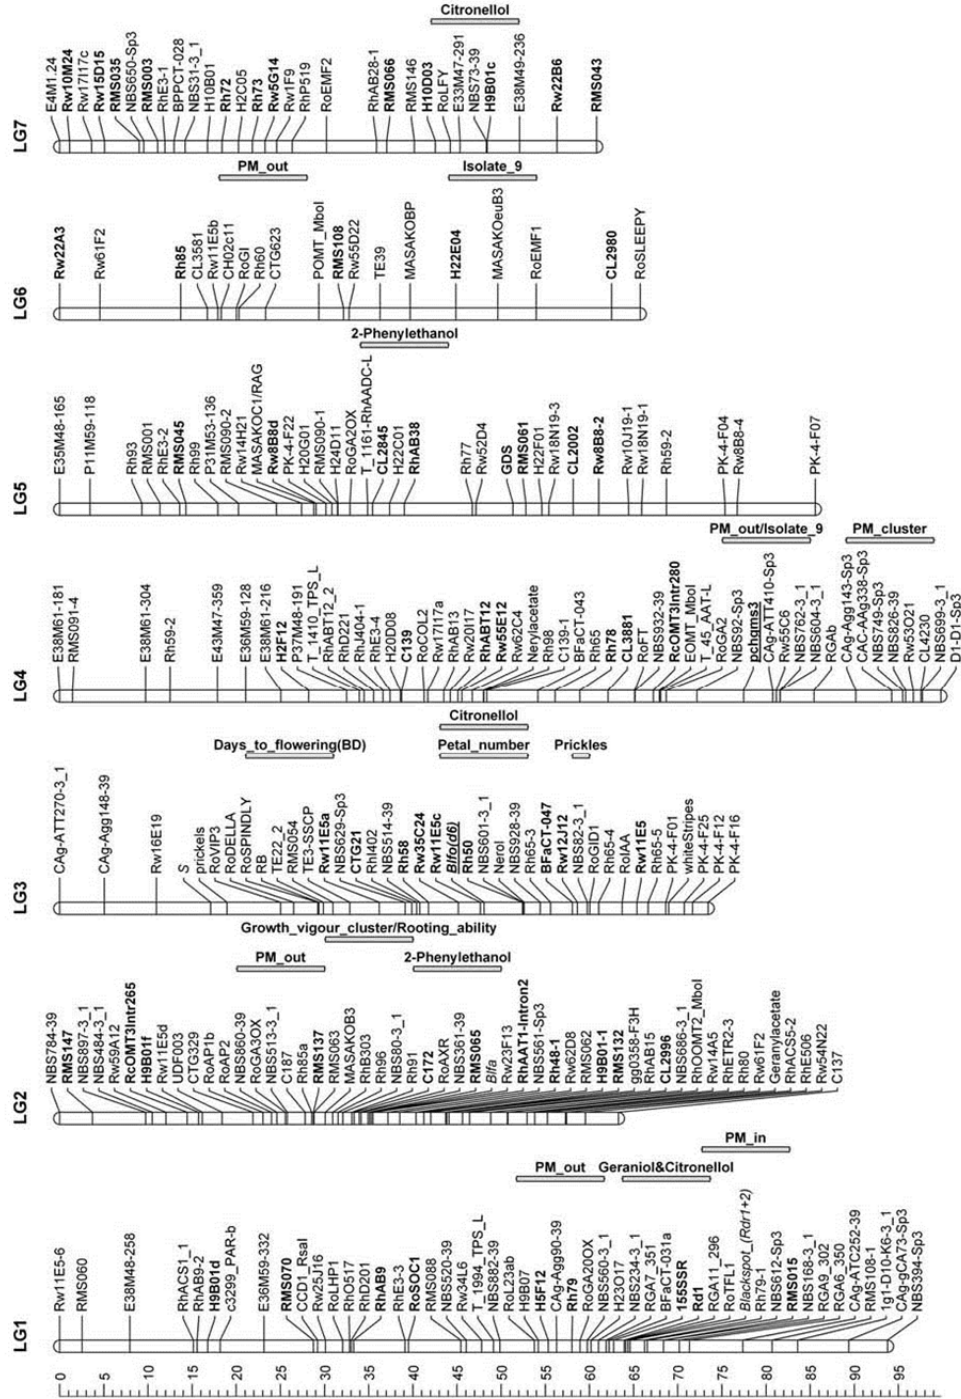 LG1
Rw11E5-6
RMS060
E38M48-258
RhACS1_1
RhAB9-2
H9B01d
c3299_PAR-b
E36M59-332
RMS070
CCD1_RsaI
Rw25J16
RoLHP1
RhO517
RhD201
RhAB9
RhE3-3
RoSOC1
RMS088
NBS520-39
Rw34L6
T_1994_TPS_L
NBS882-39
RoL23ab
H9B07
H5F12
CAg-Agg90-39
Rh79
RoGA20OX
NBS560-3_1
H23O17
NBS234-3_1
RGA7_351
BFaCT-031a
155SSR
Rd1
RGA11_296
RoTFL1
Blackspot_(Rdr1+2)
Rh79-1
NBS612-Sp3
RMS015
NBS168-3_1
RGA9_302
RGA6_350
CAg-ATC252-39
RMS108-1
1g1-D10-K6-3_1
CAg-gCA73-Sp3
NBS394-Sp3
0
5
10
15
20
25
30
35
40
45
50
55
60
65
70
75
80
85
90
95
PM_out
Geraniol&Citronellol
PM_in
LG2
NBS784-39
RMS147
NBS897-3_1
NBS484-3_1
Rw59A12
RcOMT3Intr265
H9B01f
Rw11E5d
UDF003
CTG329
RoAP1b
RoAP2
NBS860-39
RoGA3OX
NBS513-3_1
C187
Rh85a
RMS137
RMS063
MASAKOB3
RhB303
Rh96
NBS80-3_1
Rh91
C172
RoAXR
NBS361-39
RMS065
Blfa
Rw23F13
RhAAT1-Intron2
NBS561-Sp3
Rh48-1
Rw62D8
RMS062
H9B01-1
RMS132
gg0358-F3H
RhAB15
CL2996
NBS686-3_1
RhOOMT2_MboI
Rw14A5
RhETR2-3
Rh80
Rw61F2
Geranylacetate
RhACS5-2
RhE506
Rw54N22
C137
PM_out
2-Phenylethanol
Growth_vigour_cluster/Rooting_ability
LG3
CAg-ATT270-3_1
CAg-Agg148-39
Rw16E19
S
prickels
RoVIP3
RoDELLA
RoSPINDLY
RB
TE22_2
RMS054
TE3-SSCP
Rw11E5a
NBS629-Sp3
CTG21
RhI402
NBS514-39
Rh58
Rw35C24
Rw11E5c
Blfo(d6)
Rh50
NBS601-3_1
Nerol
NBS928-39
Rh65-3
BFaCT-047
Rw12J12
NBS82-3_1
RoGID1
Rh65-4
RoIAA
Rw11E5
Rh65-5
PK-4-F01
whiteStripes
PK-4-F25
PK-4-F12
PK-4-F16
Days_to_flowering(BD)
Petal_number
Prickles
Citronellol
LG4
E38M61-181
RMS091-4
E38M61-304
Rh59-2
E43M47-359
E36M59-128
E38M61-216
H2F12
P37M48-191
T_1410_TPS_L
RhABT12_2
RhD221
RhJ404-1
RhE3-4
H20D08
C139
RoCOL2
Rw17I17a
RhAB13
Rw20I17
RhABT12
Rw55E12
Rw62C4
Nerylacetate
Rh98
C139-1
BFaCT-043
Rh65
Rh78
CL3881
RoFT
NBS932-39
RcOMT3Intr280
EOMT_MboI
T_45_AAT-L
RoGA2
NBS92-Sp3
pchgms3
CAg-ATT410-Sp3
Rw55C6
NBS762-3_1
NBS604-3_1
RGAb
CAg-Agg143-Sp3
CAC-AAg338-Sp3
NBS749-Sp3
NBS826-39
Rw53O21
CL4230
NBS699-3_1
D1-D1-Sp3
PM_out/Isolate_9
PM_cluster
LG5
E35M48-165
P11M59-118
Rh93
RMS001
RhE3-2
RMS045
Rh99
P31M53-136
RMS090-2
Rw14H21
MASAKOC1/RAG
Rw8B8d
PK-4-F22
H20G01
RMS090-1
H24D11
RoGA2OX
T_1161-RhAADC-L
CL2845
H22C01
RhAB38
Rh77
Rw52D4
GDS
RMS061
H22F01
Rw18N19-3
CL2002
Rw8B8-2
Rw10J19-1
Rw18N19-1
Rh59-2
PK-4-F04
Rw8B8-4
PK-4-F07
2-Phenylethanol
LG6
Rw22A3
Rw61F2
Rh85
CL3581
Rw11E5b
CH02c11
RoGI
Rh60
CTG623
POMT_MboI
RMS108
Rw55D22
TE39
MASAKOBP
H22E04
MASAKOeuB3
RoEMF1
CL2980
RoSLEEPY
PM_out
Isolate_9
LG7
E4M1.24
Rw10M24
Rw17I17c
Rw15D15
RMS035
NBS650-Sp3
RMS003
RhE3-1
BPPCT-028
NBS31-3_1
H10B01
Rh72
H2C05
Rh73
Rw5G14
Rw1F9
RhP519
RoEMF2
RhAB28-1
RMS066
RMS146
H10D03
RoLFY
E33M47-291
NBS73-39
H9B01c
E38M49-236
Rw22B6
RMS043
Citronellol